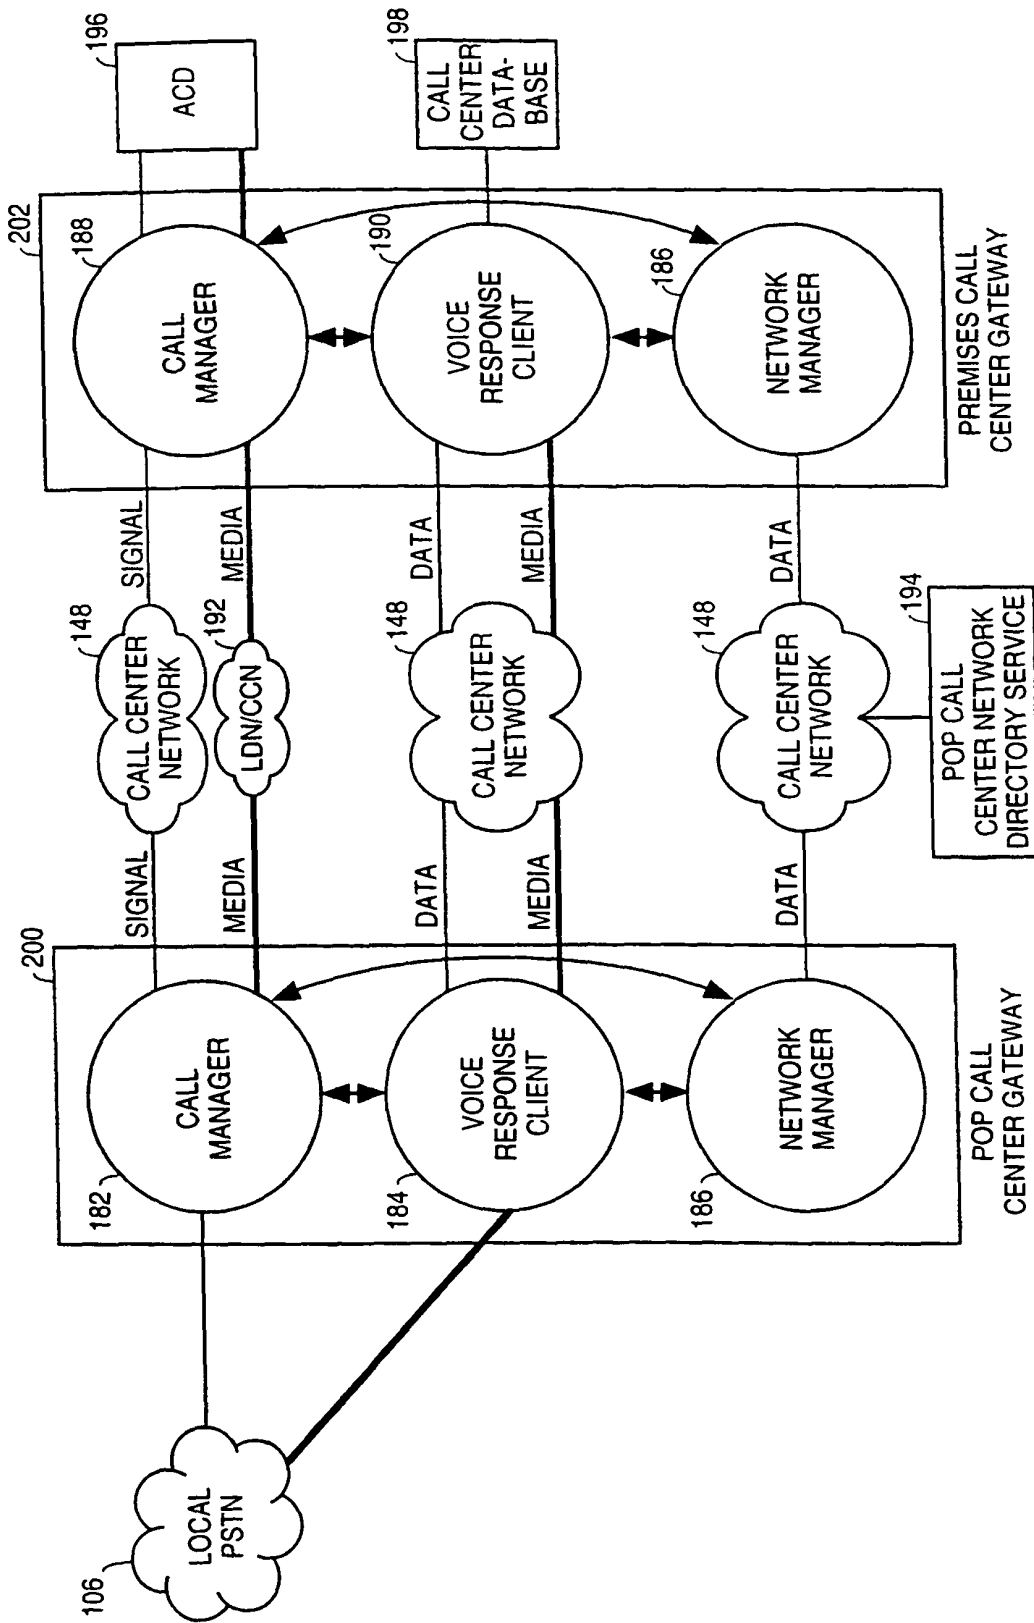 106
LOCAL
PSTN
200
182
CALL
MANAGER
184
VOICE
RESPONSE
CLIENT
186
NETWORK
MANAGER
POP CALL
CENTER GATEWAY
SIGNAL
MEDIA
DATA
MEDIA
DATA
148
CALL CENTER
NETWORK
192
LDN/CCN
148
CALL CENTER
NETWORK
148
CALL CENTER
NETWORK
194
POP CALL
CENTER NETWORK
DIRECTORY SERVICE
SIGNAL
MEDIA
DATA
MEDIA
DATA
202
188
CALL
MANAGER
190
VOICE
RESPONSE
CLIENT
186
NETWORK
MANAGER
PREMISES CALL
CENTER GATEWAY
196
ACD
198
CALL
CENTER
DATA-
BASE